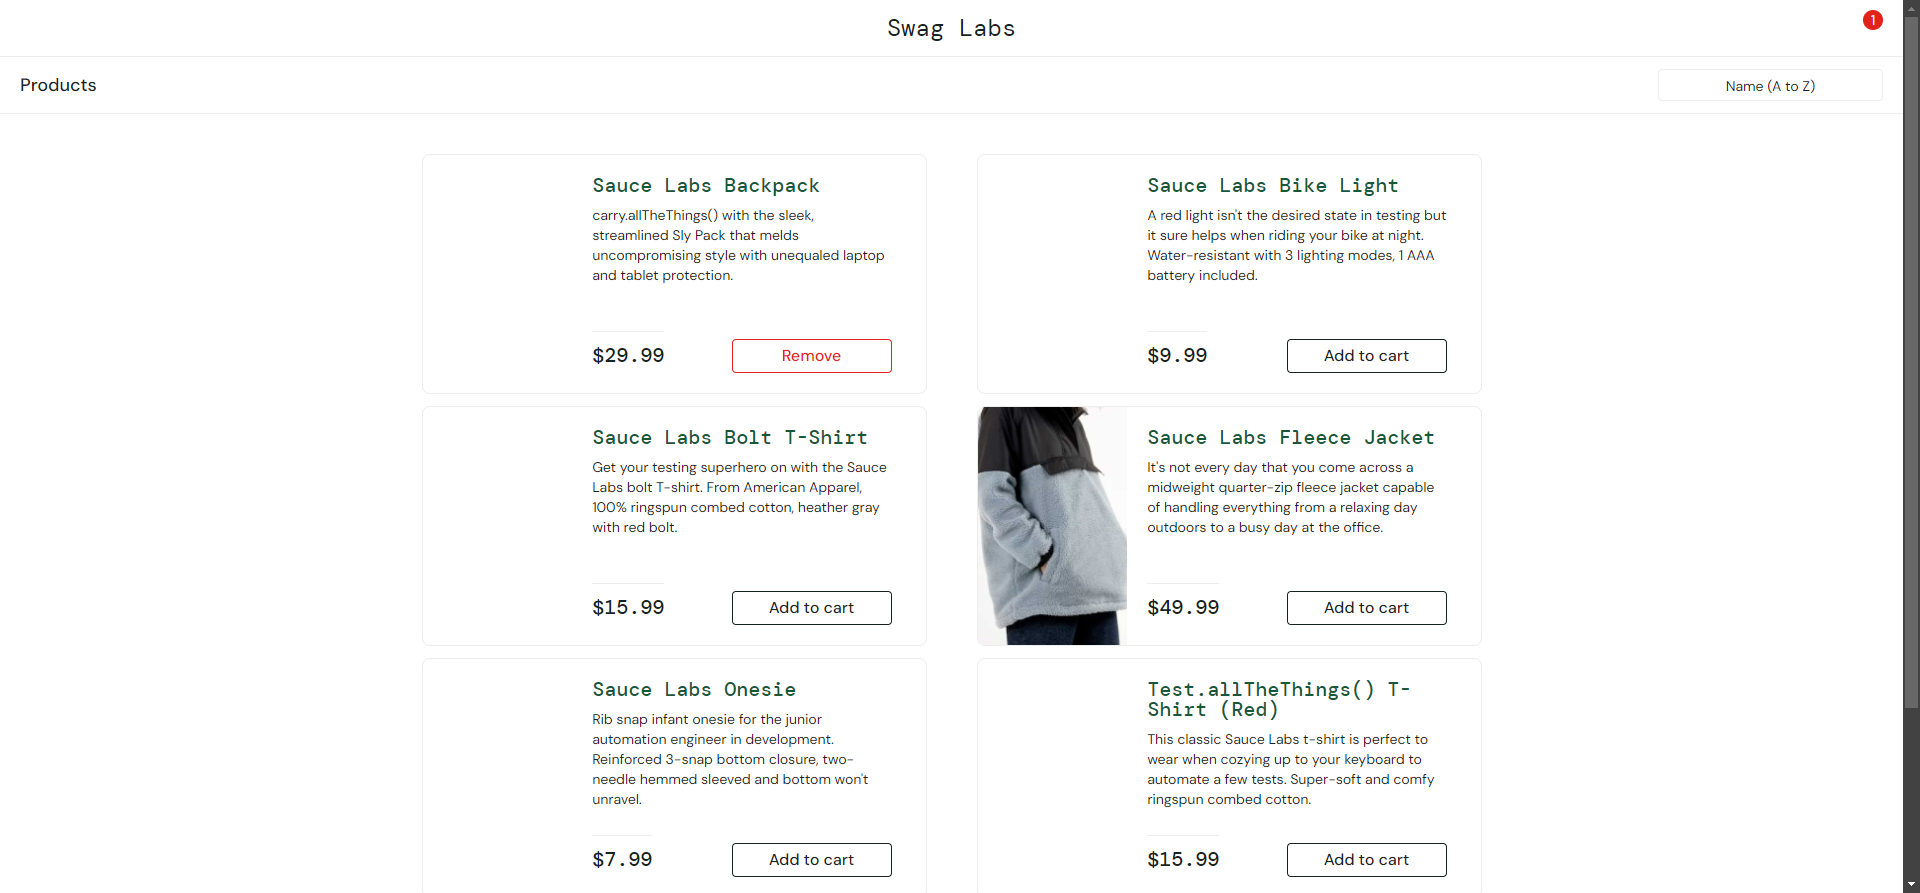 Swag Labs
1
Products
Name (A to Z)
Sauce Labs Backpack
carry.allTheThings() with the sleek,
streamlined Sly Pack that melds
uncompromising style with unequaled laptop
and tablet protection.
$29.99
Remove
Sauce Labs Bike Light
A red light isn't the desired state in testing but
it sure helps when riding your bike at night.
Water-resistant with 3 lighting modes, 1 AAA
battery included.
$9.99
Add to cart
Sauce Labs Bolt T-Shirt
Get your testing superhero on with the Sauce
Labs bolt T-shirt. From American Apparel,
100% ringspun combed cotton, heather gray
with red bolt.
$15.99
Add to cart
Sauce Labs Fleece Jacket
It's not every day that you come across a
midweight quarter-zip fleece jacket capable
of handling everything from a relaxing day
outdoors to a busy day at the office.
$49.99
Add to cart
Sauce Labs Onesie
Rib snap infant onesie for the junior
automation engineer in development.
Reinforced 3-snap bottom closure, two-
needle hemmed sleeved and bottom won't
unravel.
$7.99
Add to cart
Test.allTheThings() T-
Shirt (Red)
This classic Sauce Labs t-shirt is perfect to
wear when cozying up to your keyboard to
automate a few tests. Super-soft and comfy
ringspun combed cotton.
$15.99
Add to cart